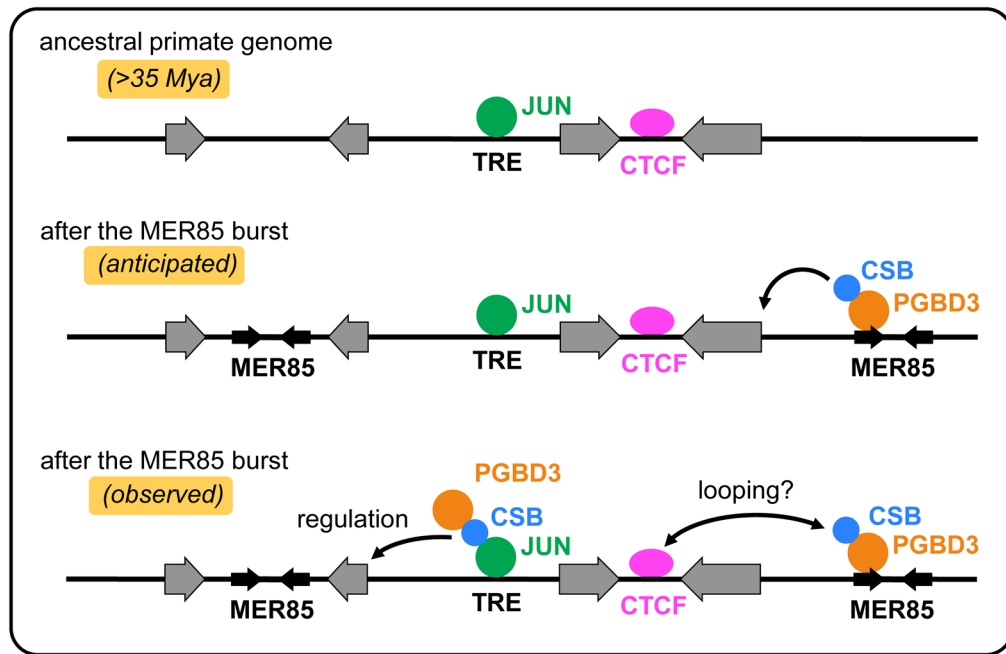 ancestral primate genome
(>35 Mya)
JUN
TRE
CTCF
after the MER85 burst
(anticipated)
CSB
PGBD3
JUN
MER85
TRE
CTCF
MER85
after the MER85 burst
(observed)
PGBD3
looping?
regulation
CSB
CSB
JUN
PGBD3
MER85
TRE
CTCF
MER85